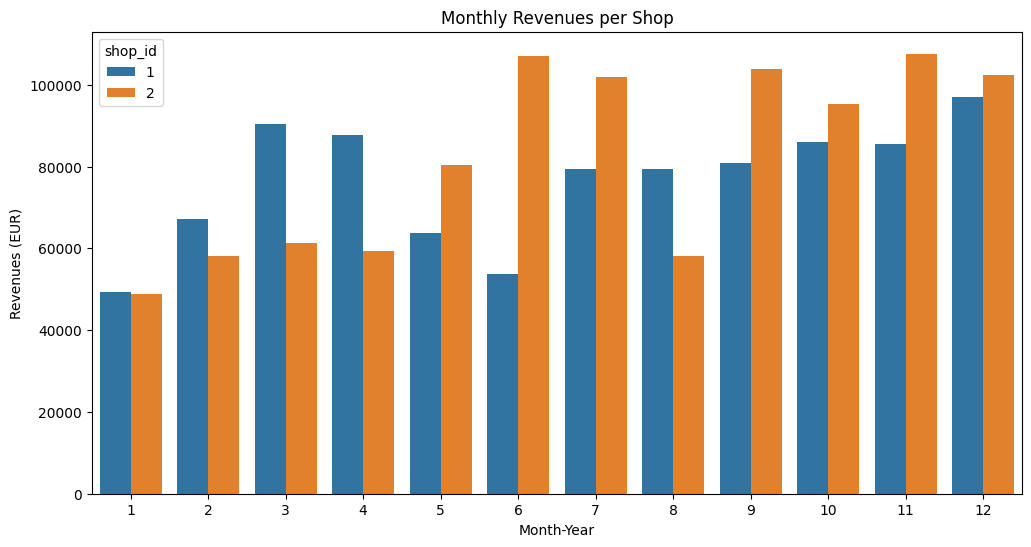 Monthly Revenues per Shop
shop_id
1
2
Revenues (EUR)
100000
80000
60000
40000
20000
0
1 2 3 4 5 6 7 8 9 10 11 12
Month-Year